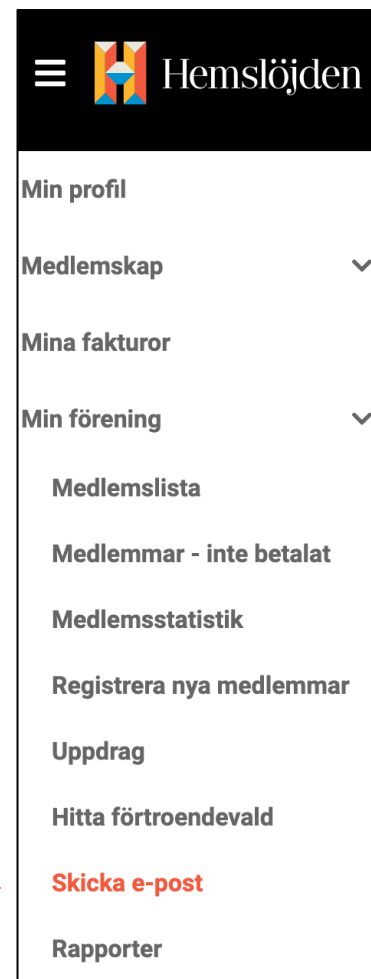 Hemslöjden
Min profil
Medlemskap
Mina fakturor
Min förening
Medlemslista
Medlemmar - inte betalat
Medlemsstatistik
Registrera nya medlemmar
Uppdrag
Hitta förtroendevald
Skicka e-post
Rapporter